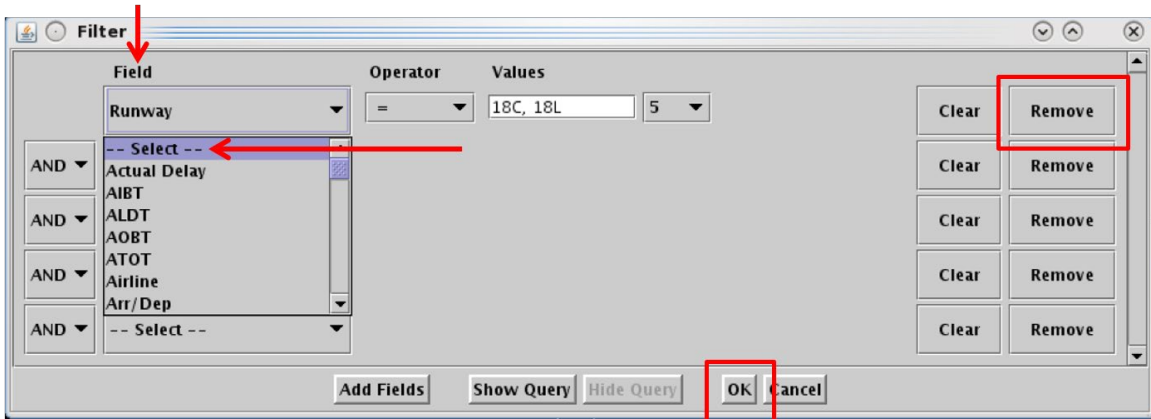 Filter
Field Operator Values
Runway = 18C, 18L 5 Clear Remove
-- Select --
AND Actual Delay Clear Remove
AIBT
AND ALDT Clear Remove
AOBT
ATOT
AND Airline Clear Remove
Arr/Dep
AND -- Select -- Clear Remove
Add Fields Show Query Hide Query OK Cancel